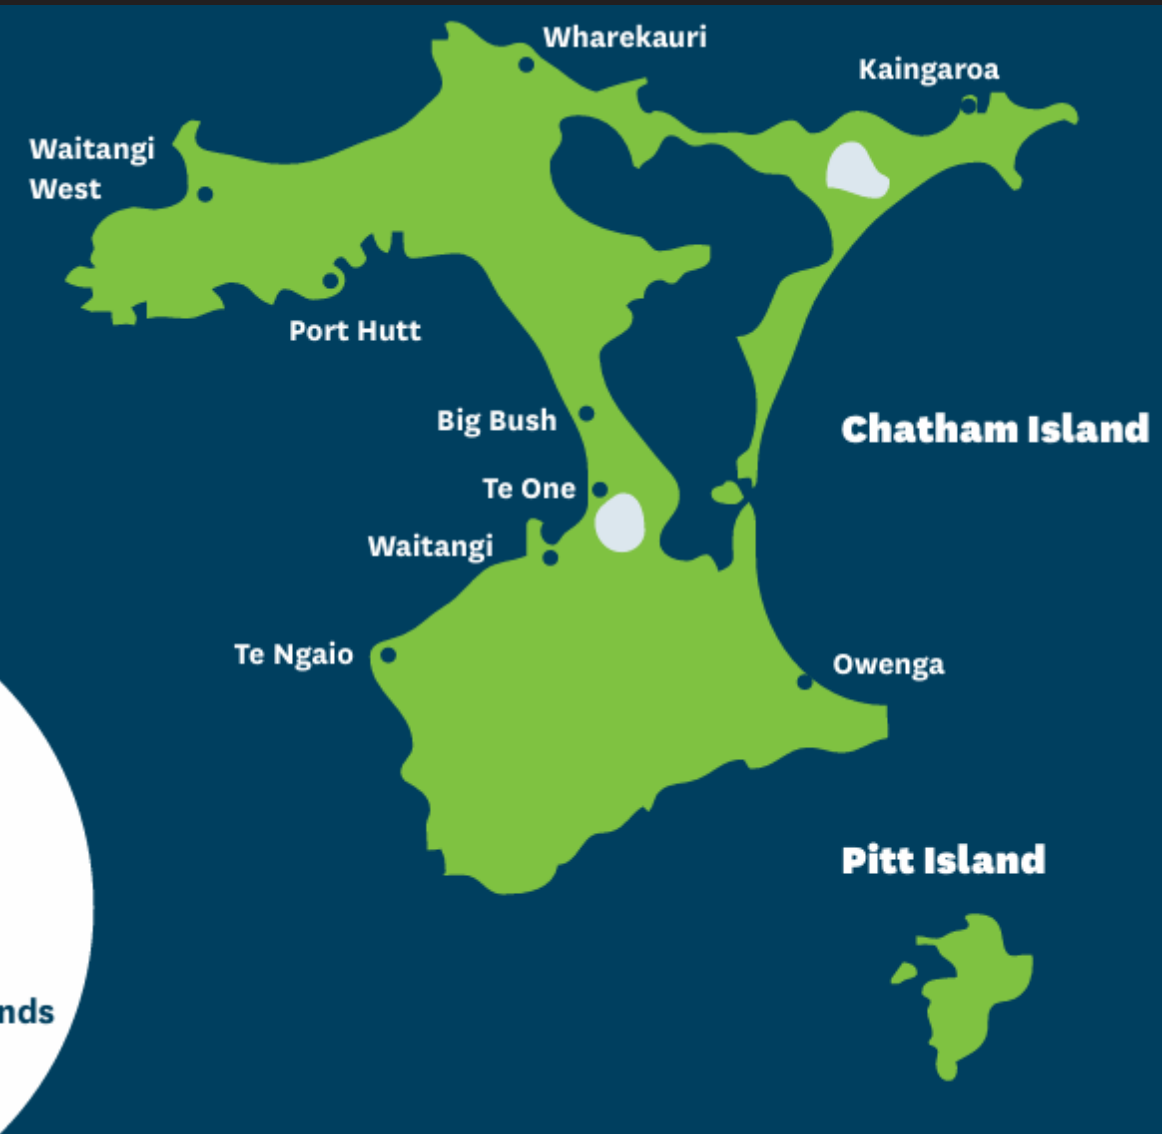 Wharekauri
Kaingaroa
Waitangi
West
Port Hutt
Big Bush
Chatham Island
Te One
Waitangi
Te Ngaio
Owenga
Pitt Island
nds